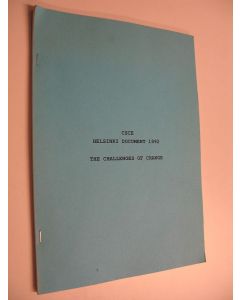 CSCE
HELSINKI DOCUMENT 1992
THE CHALLENGES OF CHANGE